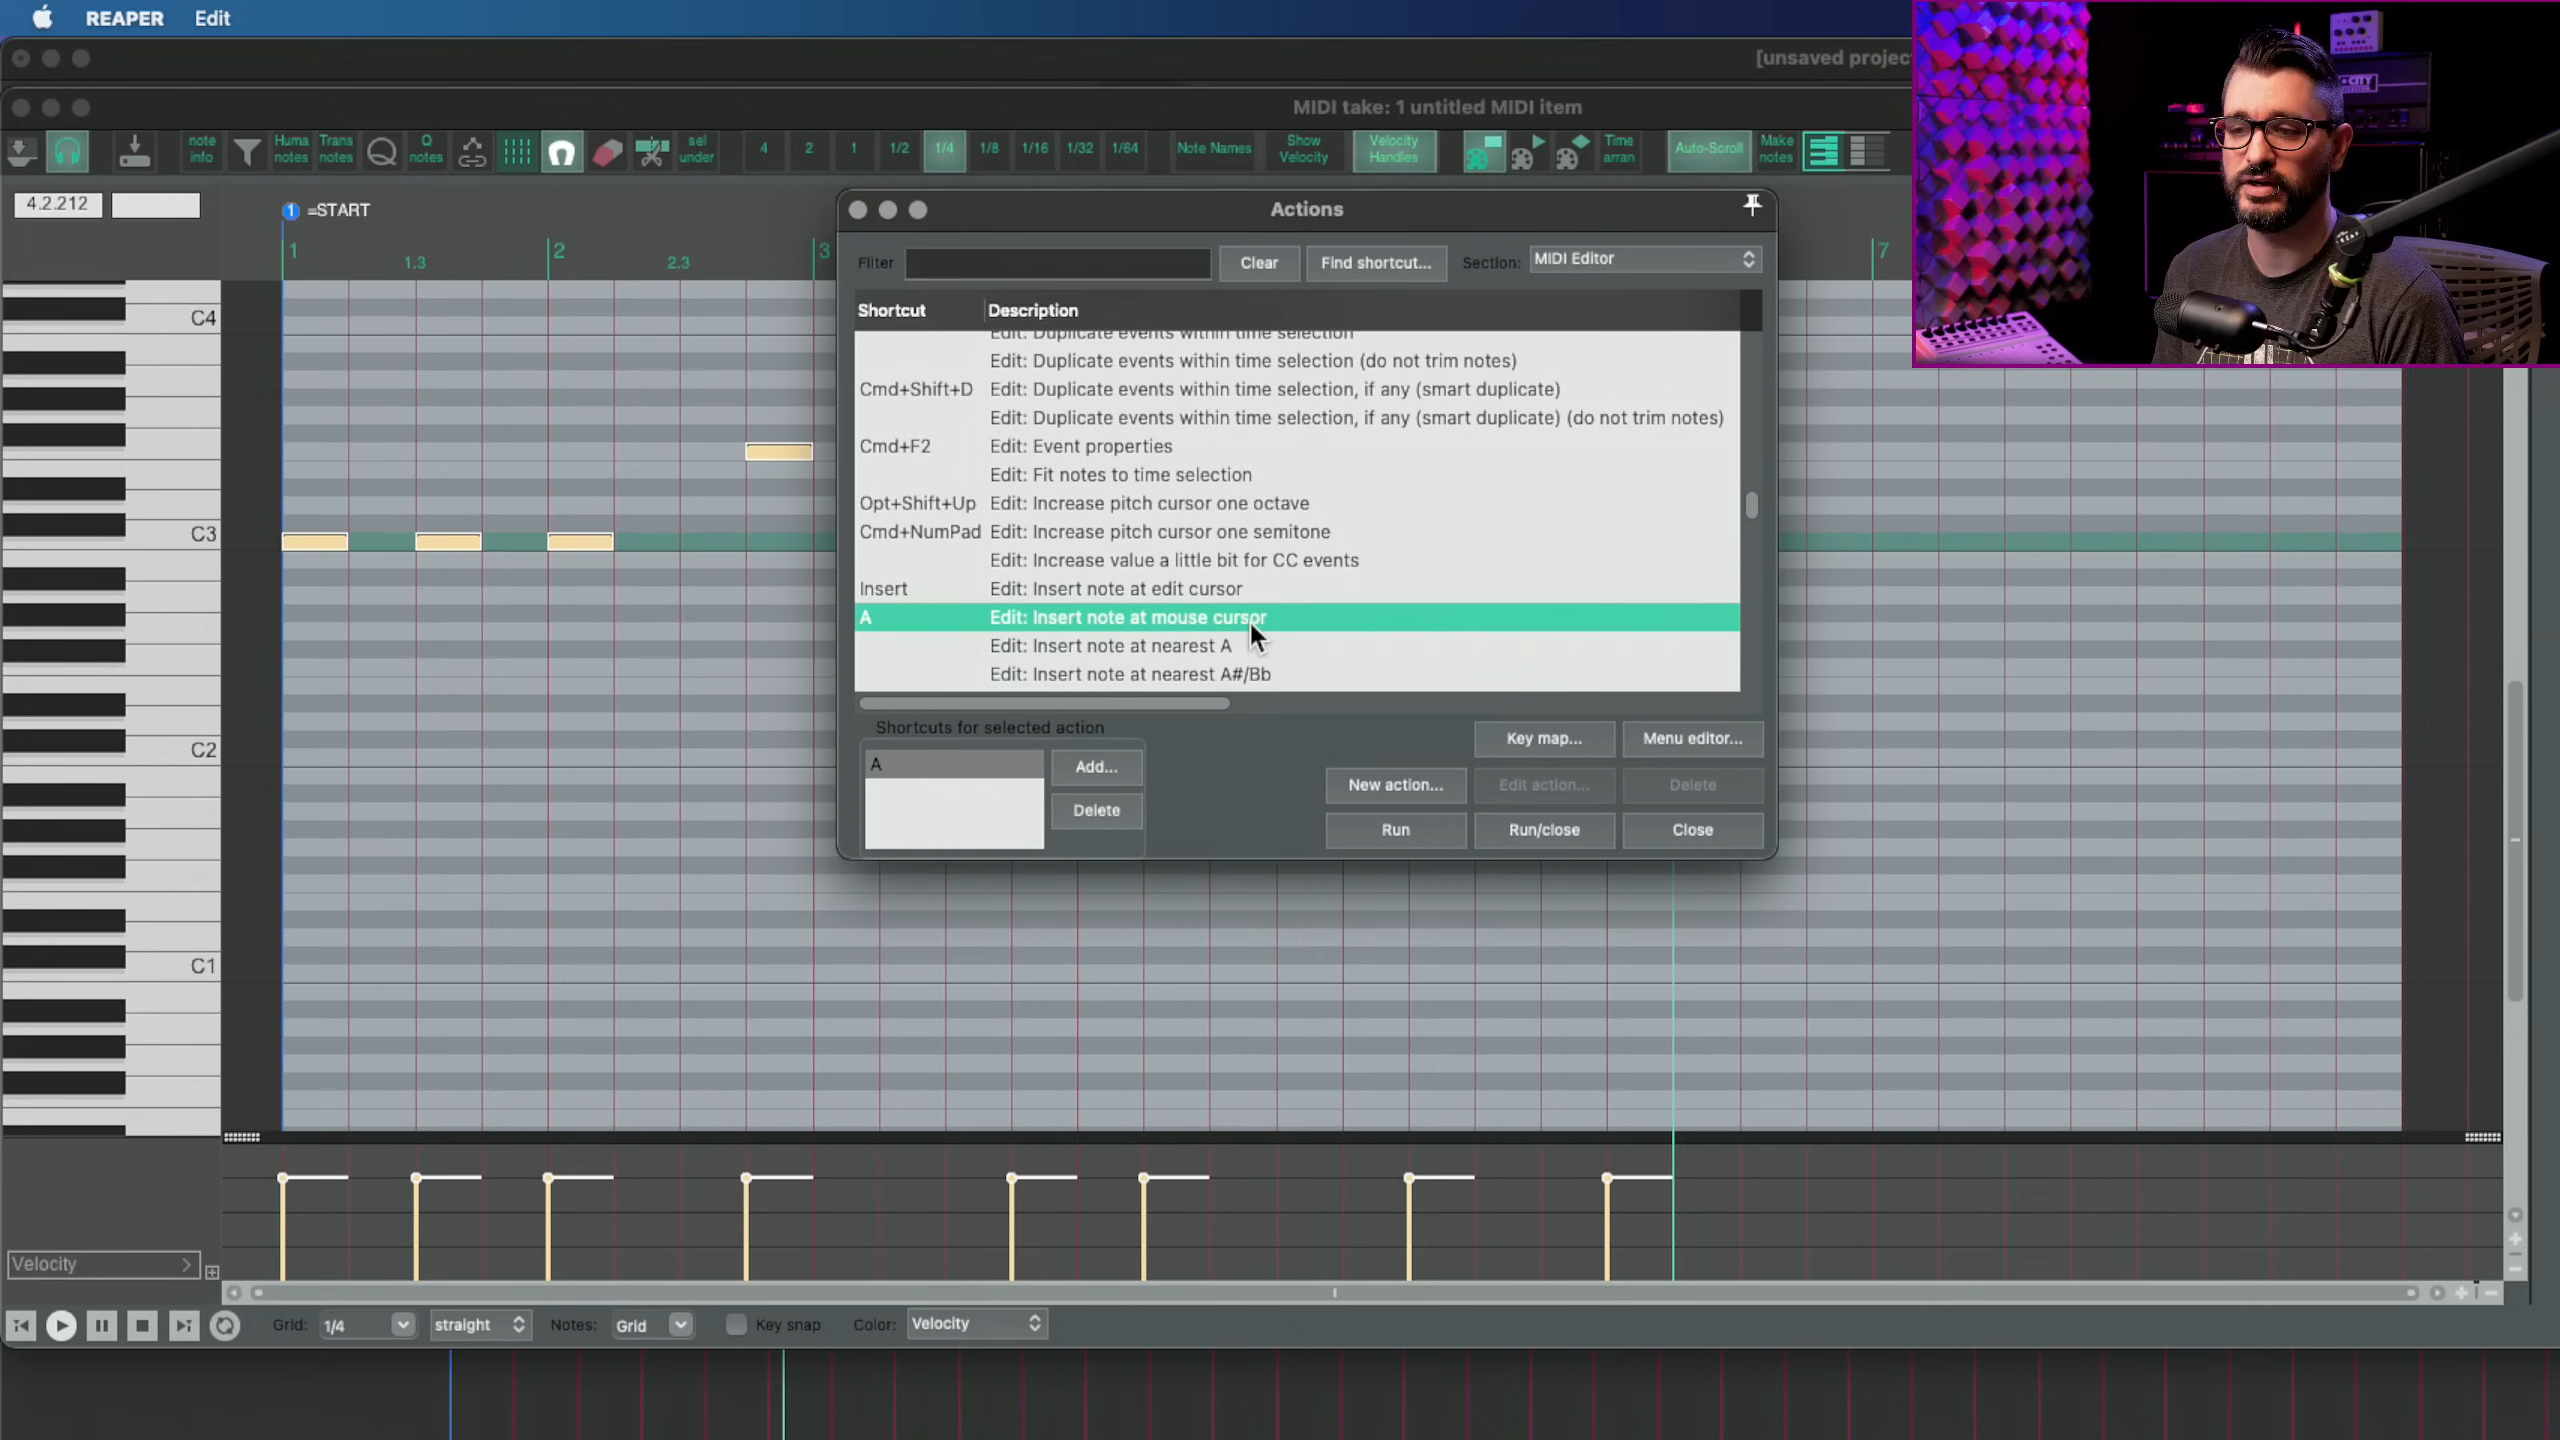 REAPER Edit
[unsaved projec
MIDI take: 1 untitled MIDI item
note info
Huma notes
Trans notes
Q notes
sel under
4 2 1 1/2 1/4 1/8 1/16 1/32 1/64
Note Names
Show Velocity
Velocity Handles
Time arran
Auto-Scroll
Make notes
4.2.212
1 =START
1 1.3 2 2.3 3 7
C4
C3
C2
C1
Actions
Filter Clear Find shortcut... Section: MIDI Editor
Shortcut Description
Edit: Duplicate events within time selection
Edit: Duplicate events within time selection (do not trim notes)
Cmd+Shift+D Edit: Duplicate events within time selection, if any (smart duplicate)
Edit: Duplicate events within time selection, if any (smart duplicate) (do not trim notes)
Cmd+F2 Edit: Event properties
Edit: Fit notes to time selection
Opt+Shift+Up Edit: Increase pitch cursor one octave
Cmd+NumPad Edit: Increase pitch cursor one semitone
Edit: Increase value a little bit for CC events
Insert Edit: Insert note at edit cursor
A Edit: Insert note at mouse cursor
Edit: Insert note at nearest A
Edit: Insert note at nearest A#/Bb
Shortcuts for selected action
A
Add...
Delete
Key map... Menu editor...
New action... Edit action... Delete
Run Run/close Close
Velocity
Grid: 1/4 straight Notes: Grid Key snap Color: Velocity